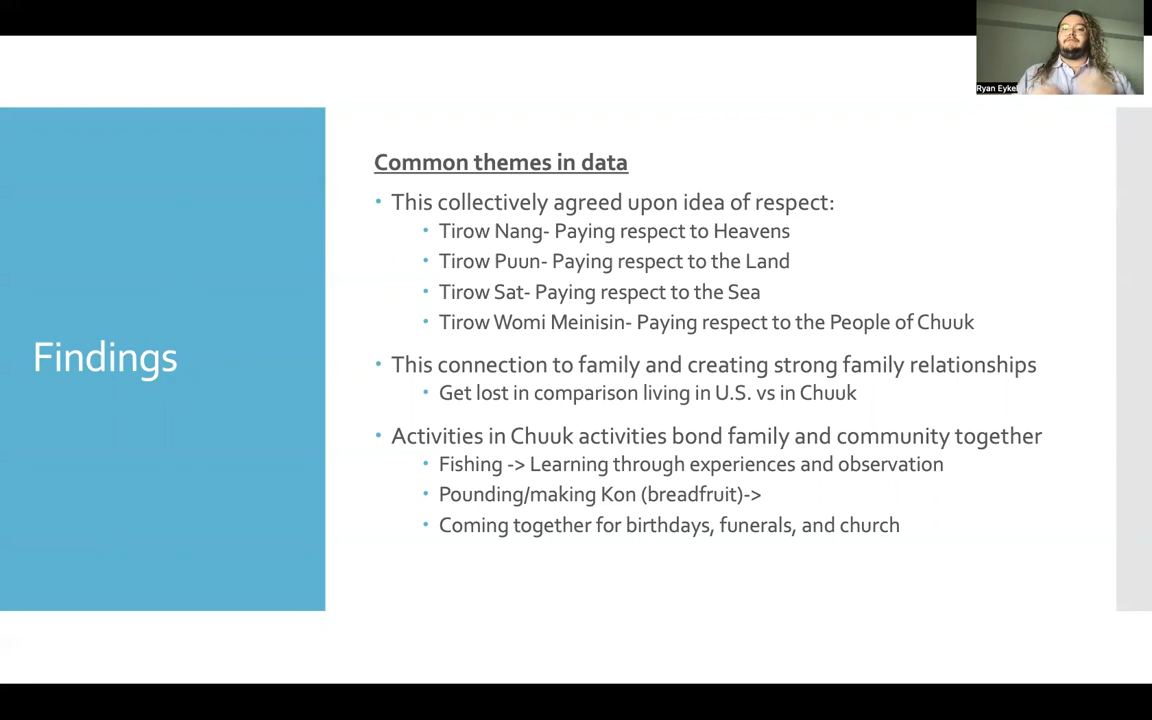 Ryan Eykel
Findings
Common themes in data
• This collectively agreed upon idea of respect:
• Tirow Nang- Paying respect to Heavens
• Tirow Puun- Paying respect to the Land
• Tirow Sat- Paying respect to the Sea
• Tirow Womi Meinisin- Paying respect to the People of Chuuk
• This connection to family and creating strong family relationships
• Get lost in comparison living in U.S. vs in Chuuk
• Activities in Chuuk activities bond family and community together
• Fishing -> Learning through experiences and observation
• Pounding/making Kon (breadfruit)->
• Coming together for birthdays, funerals, and church